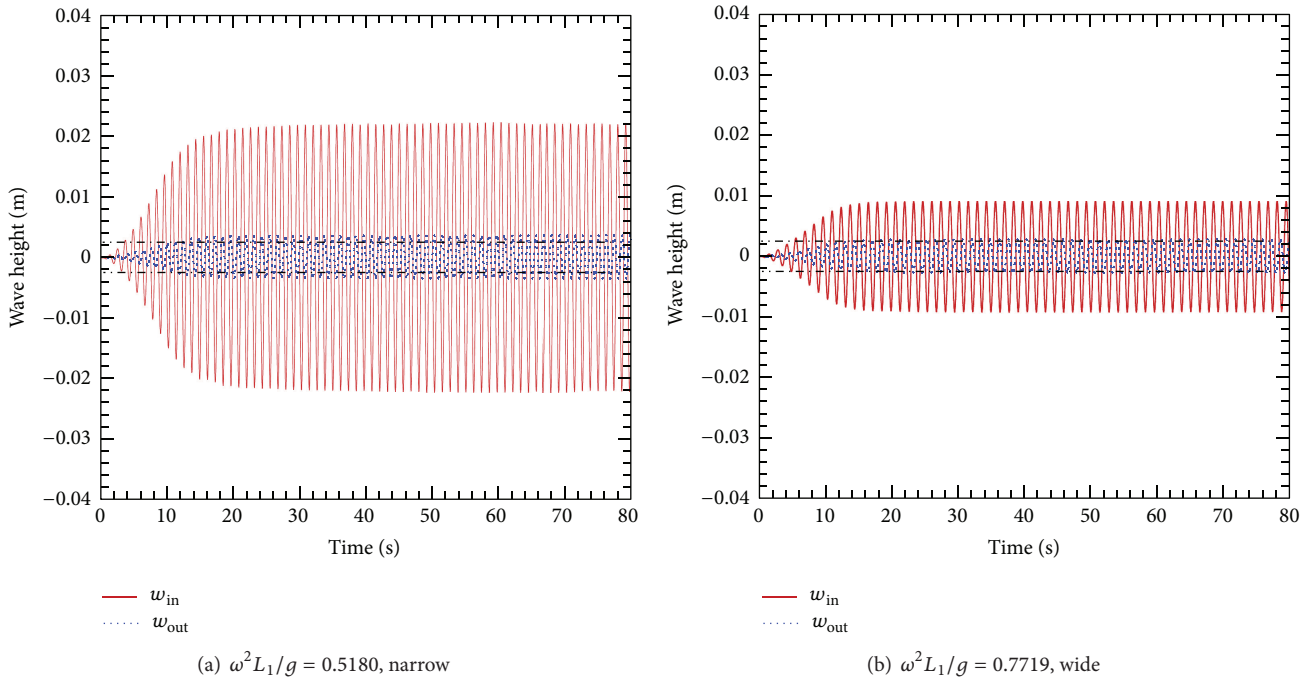 0.04
0.03
0.02
0.01
0
−0.01
−0.02
−0.03
−0.04
Wave height (m)
0 10 20 30 40 50 60 70 80
Time (s)
w_in
w_out
(a) ω²L₁/g = 0.5180, narrow
0.04
0.03
0.02
0.01
0
−0.01
−0.02
−0.03
−0.04
Wave height (m)
0 10 20 30 40 50 60 70 80
Time (s)
w_in
w_out
(b) ω²L₁/g = 0.7719, wide